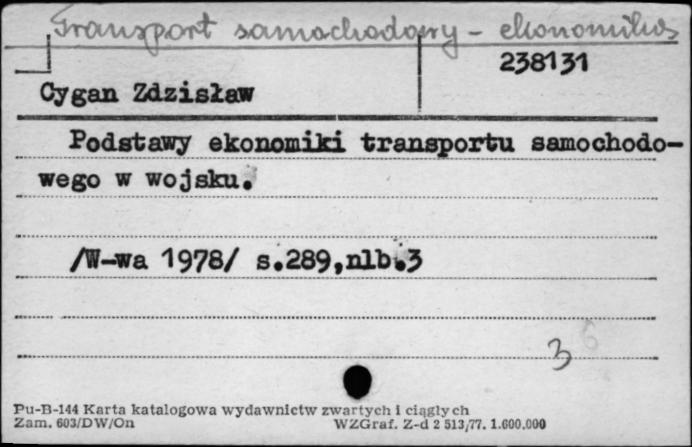 Transport samochodowy - ekonomika
238131
Cygan Zdzisław
Podstawy ekonomiki transportu samochodo-
wego w wojsku.
/W-wa 1978/ s.289,nlb.3
6
3
Pu-B-144 Karta katalogowa wydawnictw zwartych i ciągłych
Zam. 603/DW/On WZGraf. Z-d 2 513/77. 1.600.000